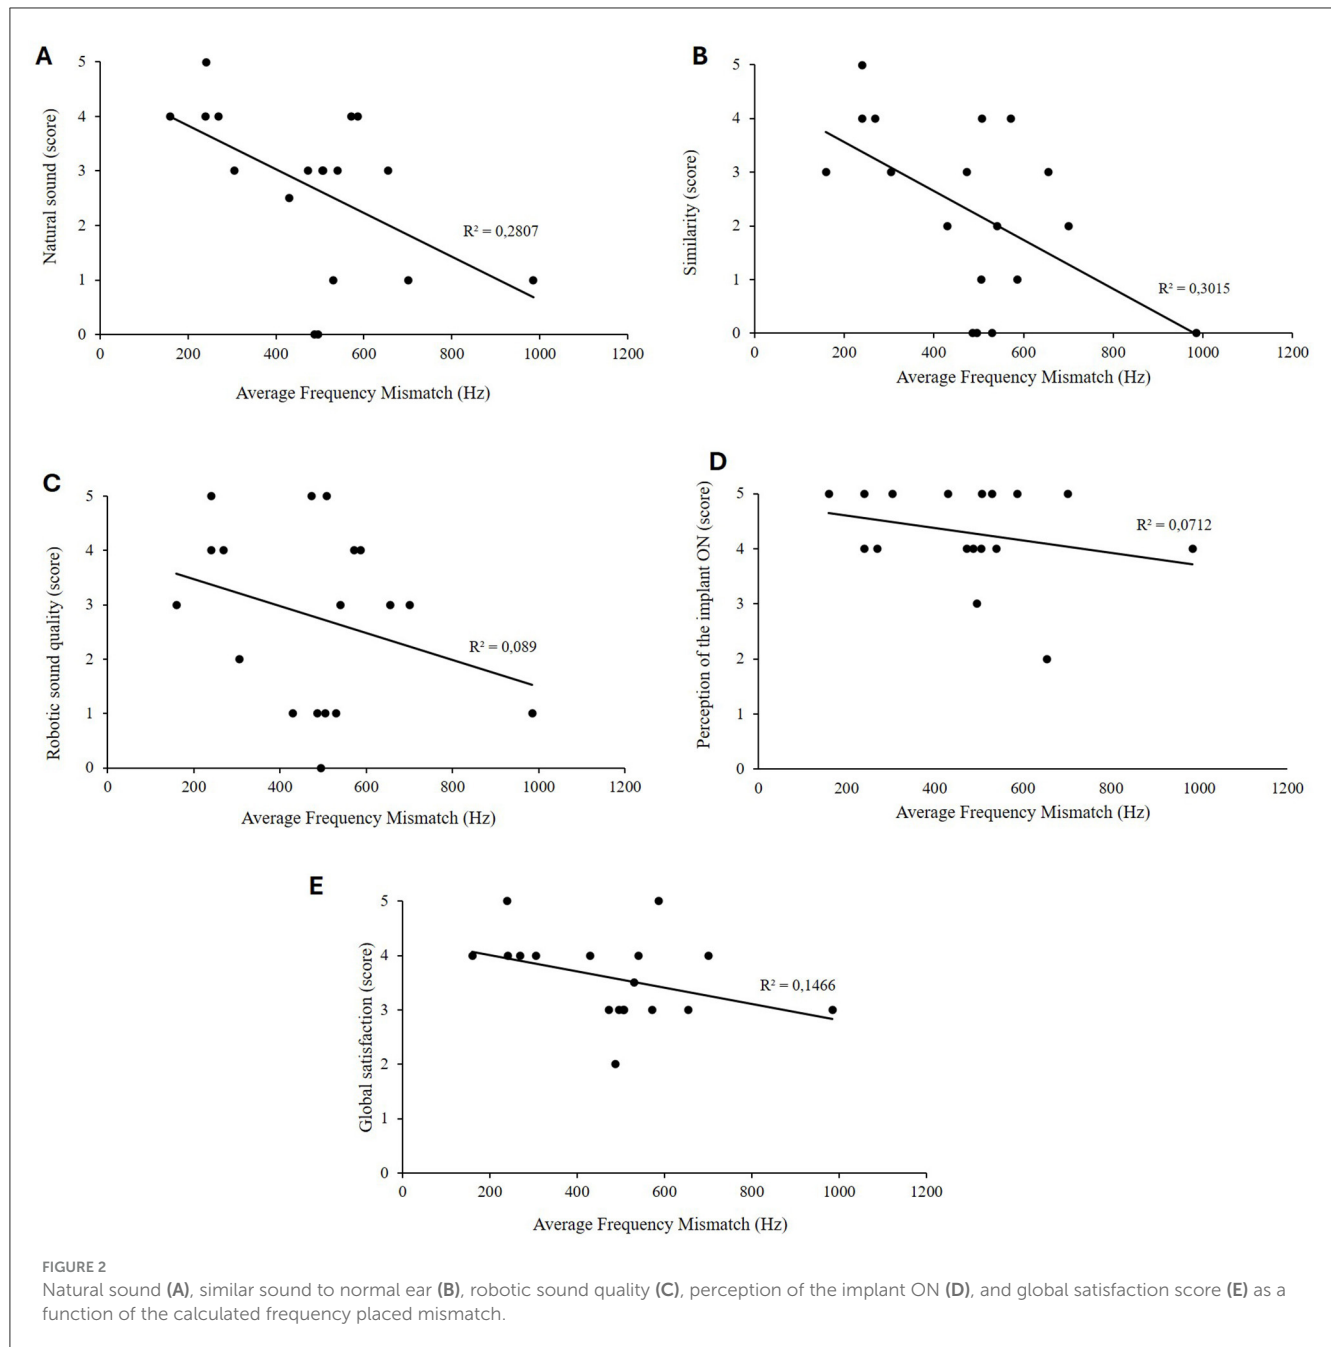 A
Natural sound (score)
5
4
3
2
1
0
R² = 0,2807
0 200 400 600 800 1000 1200
Average Frequency Mismatch (Hz)
B
Similarity (score)
5
4
3
2
1
0
R² = 0,3015
0 200 400 600 800 1000 1200
Average Frequency Mismatch (Hz)
C
Robotic sound quality (score)
5
4
3
2
1
0
R² = 0,089
0 200 400 600 800 1000 1200
Average Frequency Mismatch (Hz)
D
Perception of the implant ON (score)
5
4
3
2
1
0
R² = 0,0712
0 200 400 600 800 1000 1200
Average Frequency Mismatch (Hz)
E
Global satisfaction (score)
5
4
3
2
1
0
R² = 0,1466
0 200 400 600 800 1000 1200
Average Frequency Mismatch (Hz)
FIGURE 2
Natural sound (A), similar sound to normal ear (B), robotic sound quality (C), perception of the implant ON (D), and global satisfaction score (E) as a
function of the calculated frequency placed mismatch.